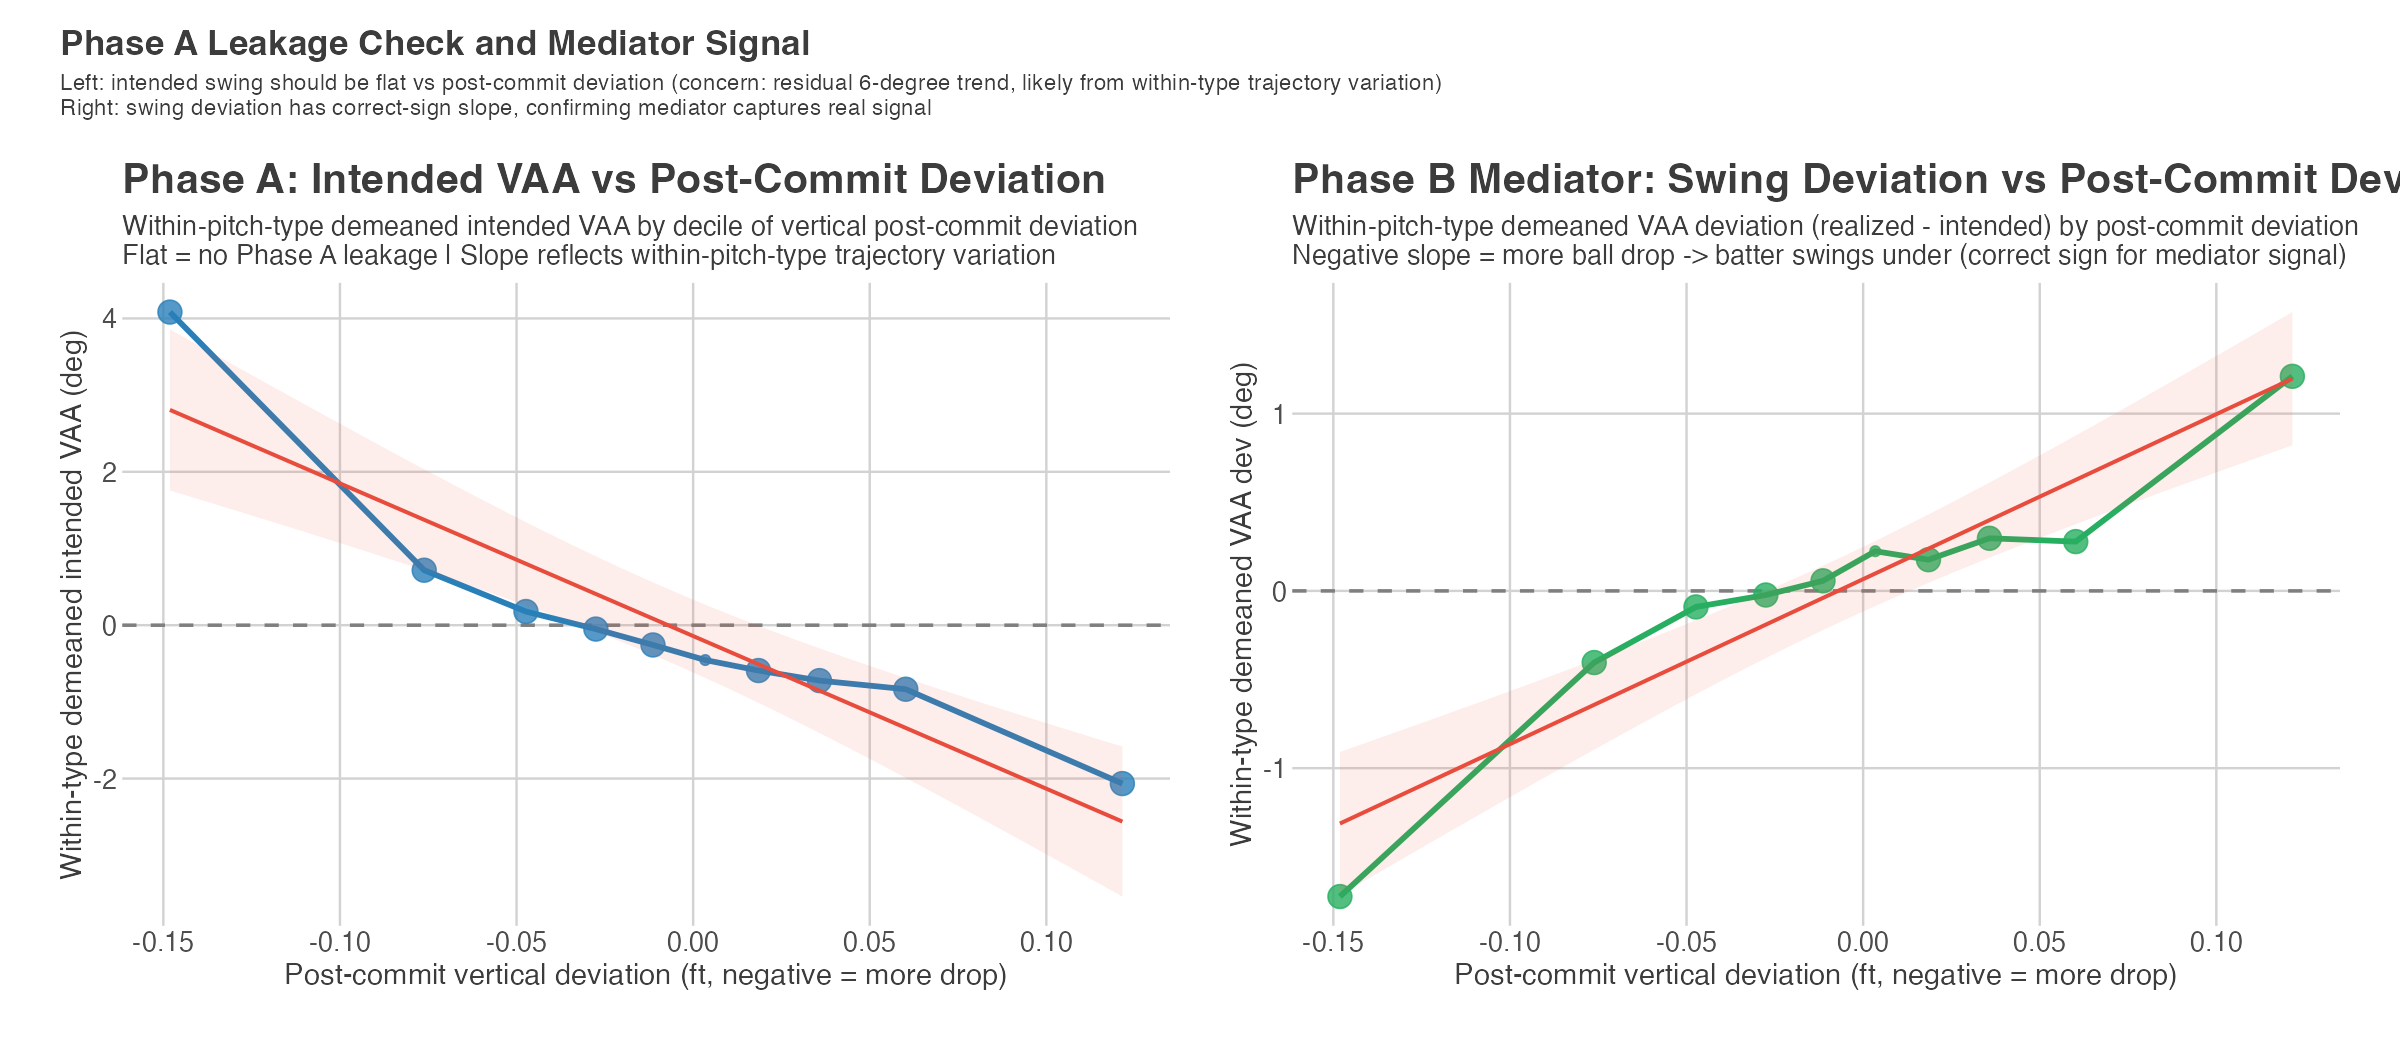 Phase A Leakage Check and Mediator Signal
Left: intended swing should be flat vs post-commit deviation (concern: residual 6-degree trend, likely from within-type trajectory variation)
Right: swing deviation has correct-sign slope, confirming mediator captures real signal
Phase A: Intended VAA vs Post-Commit Deviation
Within-pitch-type demeaned intended VAA by decile of vertical post-commit deviation
Flat = no Phase A leakage | Slope reflects within-pitch-type trajectory variation
Within-type demeaned intended VAA (deg)
4
2
0
-2
-0.15
-0.10
-0.05
0.00
0.05
0.10
Post-commit vertical deviation (ft, negative = more drop)
Phase B Mediator: Swing Deviation vs Post-Commit Dev
Within-pitch-type demeaned VAA deviation (realized - intended) by post-commit deviation
Negative slope = more ball drop -> batter swings under (correct sign for mediator signal)
Within-type demeaned VAA dev (deg)
1
0
-1
-0.15
-0.10
-0.05
0.00
0.05
0.10
Post-commit vertical deviation (ft, negative = more drop)